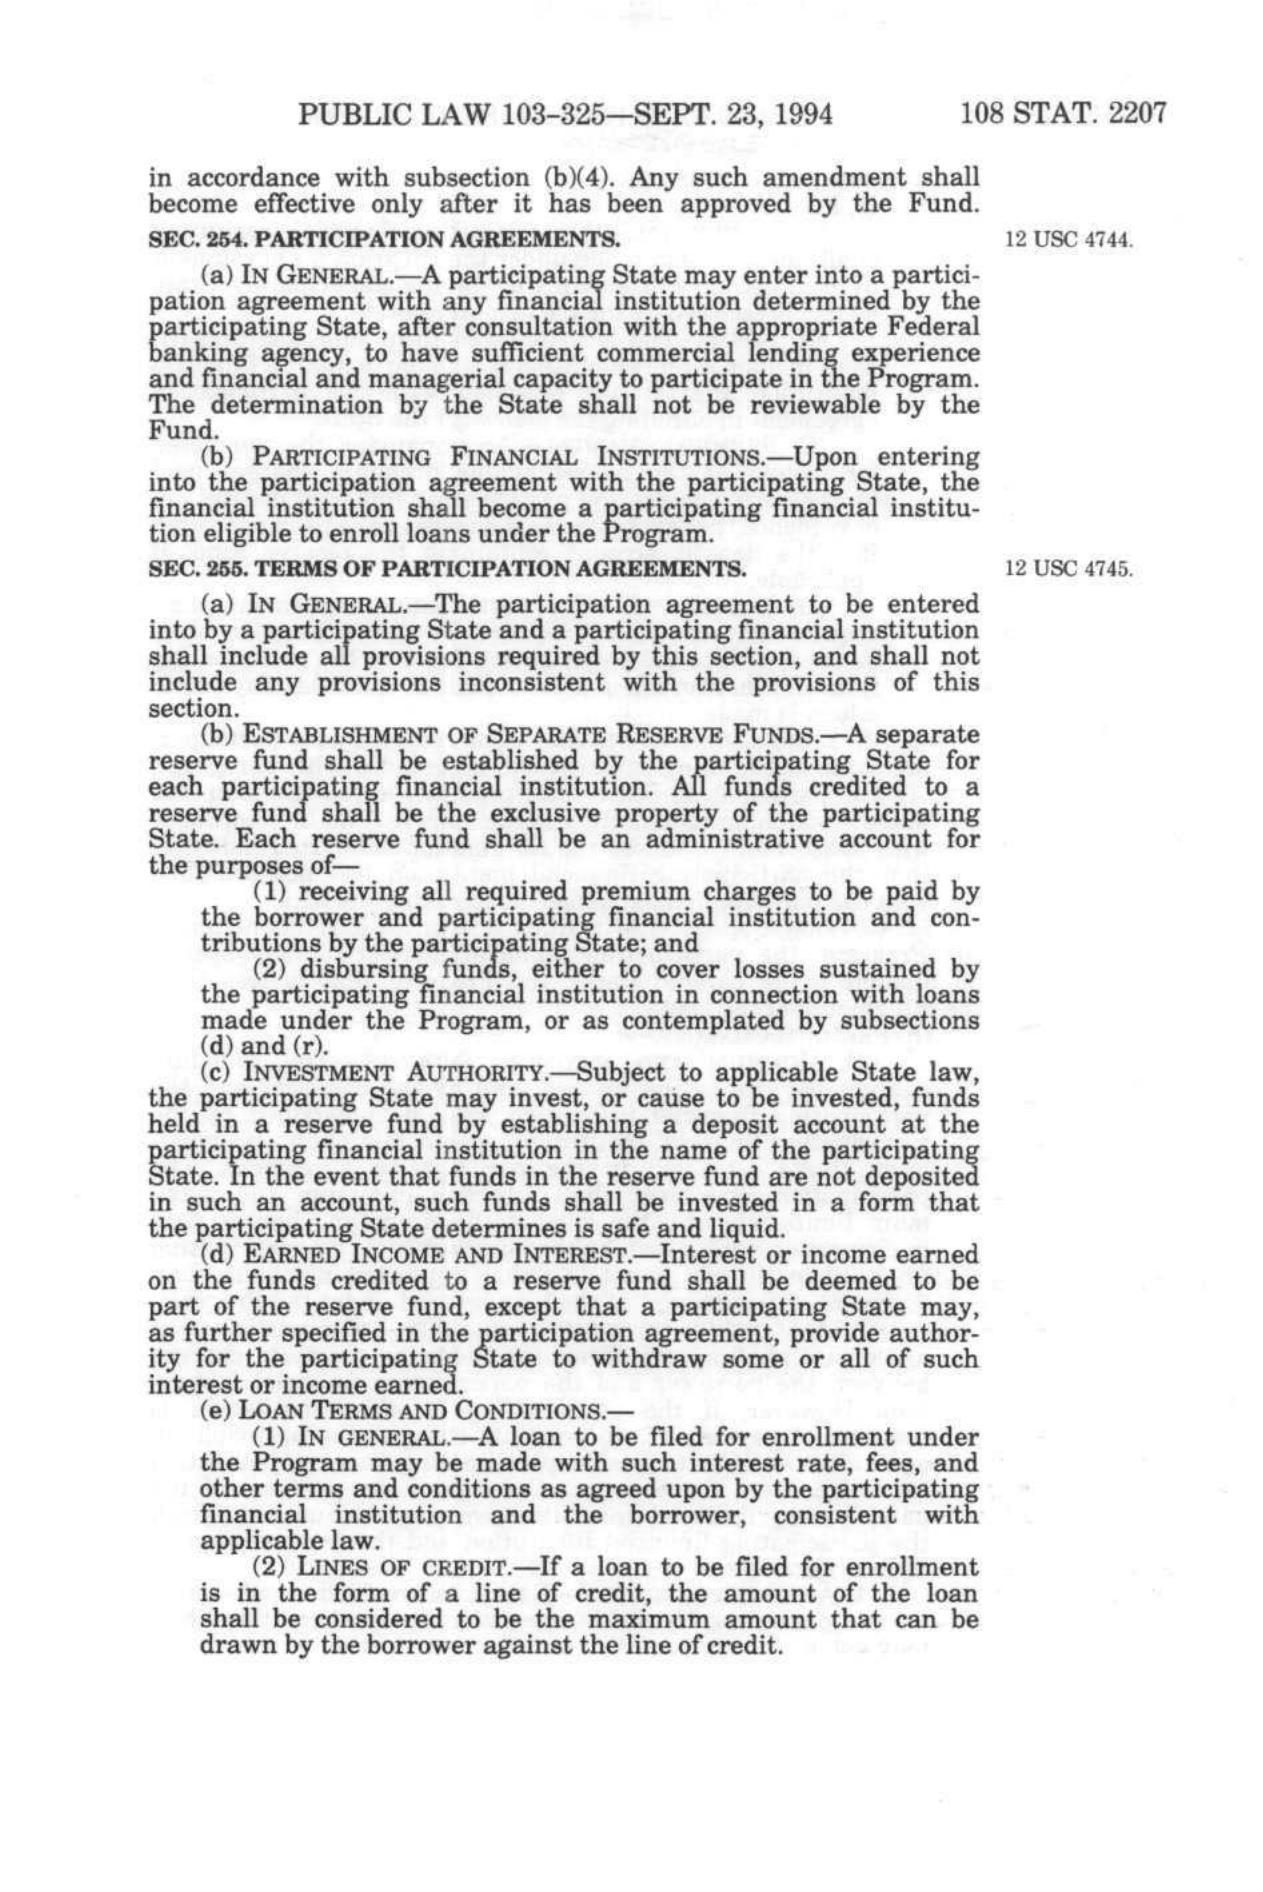 PUBLIC LAW 103–325—SEPT. 23, 1994 108 STAT. 2207
in accordance with subsection (b)(4). Any such amendment shall
become effective only after it has been approved by the Fund.
SEC. 254. PARTICIPATION AGREEMENTS. 12 USC 4744.
(a) IN GENERAL.—A participating State may enter into a partici-
pation agreement with any financial institution determined by the
participating State, after consultation with the appropriate Federal
banking agency, to have sufficient commercial lending experience
and financial and managerial capacity to participate in the Program.
The determination by the State shall not be reviewable by the
Fund.
(b) PARTICIPATING FINANCIAL INSTITUTIONS.—Upon entering
into the participation agreement with the participating State, the
financial institution shall become a participating financial institu-
tion eligible to enroll loans under the Program.
SEC. 255. TERMS OF PARTICIPATION AGREEMENTS. 12 USC 4745.
(a) IN GENERAL.—The participation agreement to be entered
into by a participating State and a participating financial institution
shall include all provisions required by this section, and shall not
include any provisions inconsistent with the provisions of this
section.
(b) ESTABLISHMENT OF SEPARATE RESERVE FUNDS.—A separate
reserve fund shall be established by the participating State for
each participating financial institution. All funds credited to a
reserve fund shall be the exclusive property of the participating
State. Each reserve fund shall be an administrative account for
the purposes of—
(1) receiving all required premium charges to be paid by
the borrower and participating financial institution and con-
tributions by the participating State; and
(2) disbursing funds, either to cover losses sustained by
the participating financial institution in connection with loans
made under the Program, or as contemplated by subsections
(d) and (r).
(c) INVESTMENT AUTHORITY.—Subject to applicable State law,
the participating State may invest, or cause to be invested, funds
held in a reserve fund by establishing a deposit account at the
participating financial institution in the name of the participating
State. In the event that funds in the reserve fund are not deposited
in such an account, such funds shall be invested in a form that
the participating State determines is safe and liquid.
(d) EARNED INCOME AND INTEREST.—Interest or income earned
on the funds credited to a reserve fund shall be deemed to be
part of the reserve fund, except that a participating State may,
as further specified in the participation agreement, provide author-
ity for the participating State to withdraw some or all of such
interest or income earned.
(e) LOAN TERMS AND CONDITIONS.—
(1) IN GENERAL.—A loan to be filed for enrollment under
the Program may be made with such interest rate, fees, and
other terms and conditions as agreed upon by the participating
financial institution and the borrower, consistent with
applicable law.
(2) LINES OF CREDIT.—If a loan to be filed for enrollment
is in the form of a line of credit, the amount of the loan
shall be considered to be the maximum amount that can be
drawn by the borrower against the line of credit.